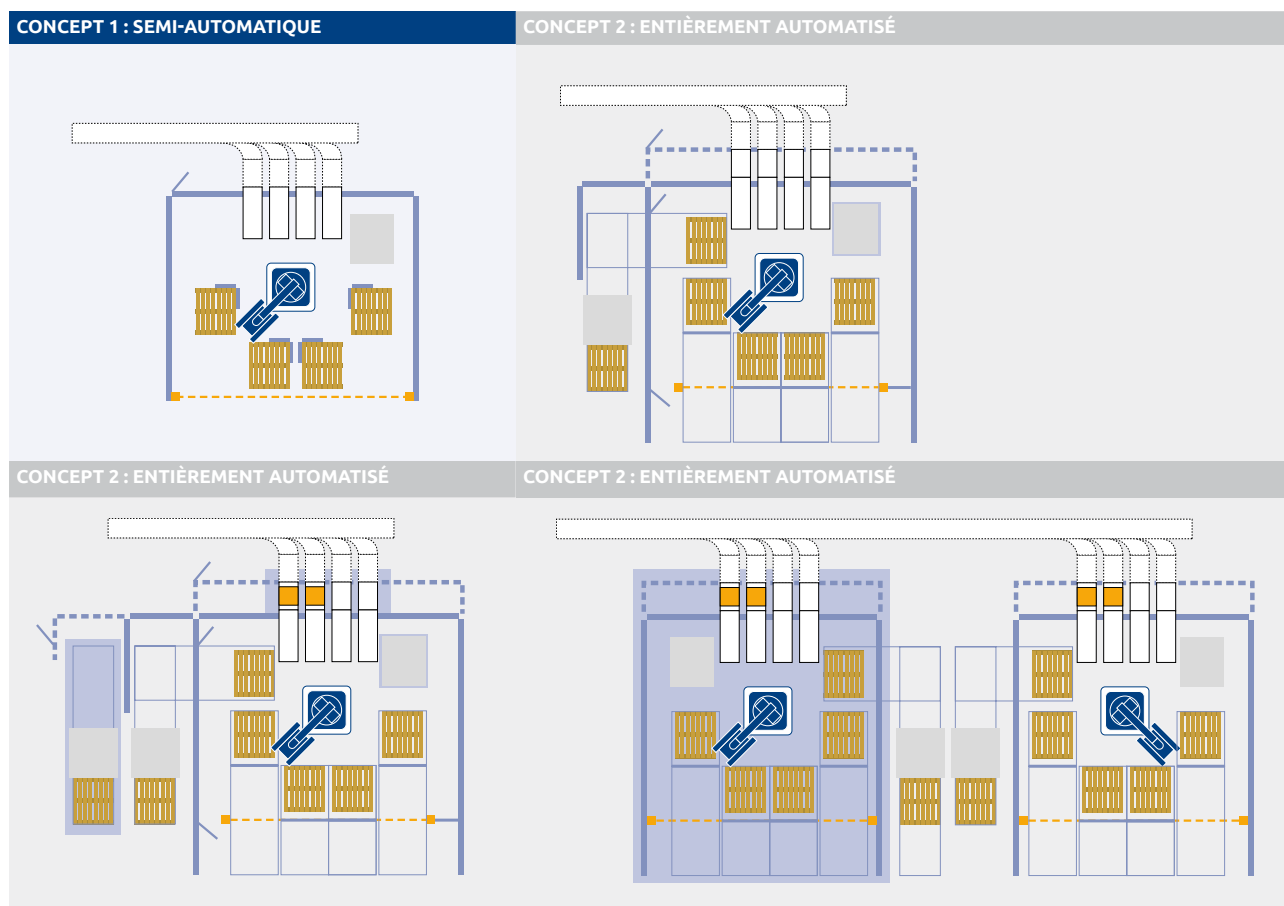 CONCEPT 1 : SEMI-AUTOMATIQUE
CONCEPT 2 : ENTIÈREMENT AUTOMATISÉ
CONCEPT 2 : ENTIÈREMENT AUTOMATISÉ
CONCEPT 2 : ENTIÈREMENT AUTOMATISÉ